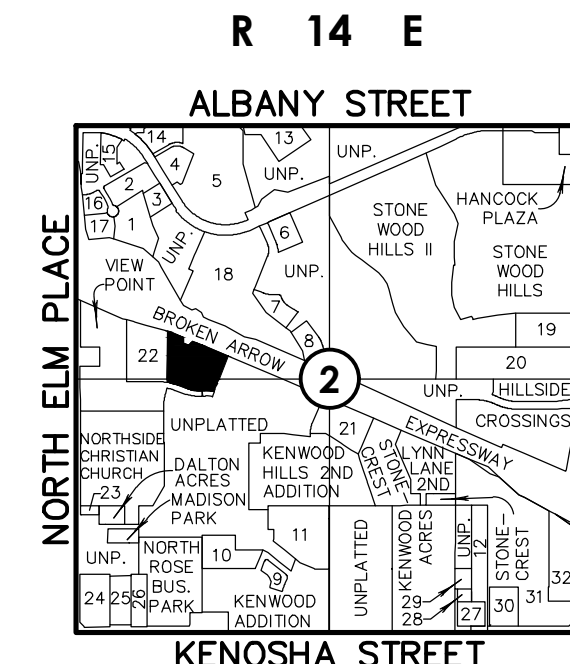 R 14 E
ALBANY STREET
NORTH ELM PLACE
KENOSHA STREET
UNP.
15
14
13
UNP.
4
5
UNP.
2
3
16
17
1
UNP.
6
18
UNP.
VIEW
POINT
7
8
STONE
WOOD
HILLS II
HANCOCK
PLAZA
STONE
WOOD
HILLS
19
20
BROKEN ARROW
EXPRESSWAY
22
2
UNP.
HILLSIDE
CROSSINGS
UNPLATTED
21
NORTHSIDE
CHRISTIAN
CHURCH
23
DALTON
ACRES
MADISON
PARK
KENWOOD
HILLS 2ND
ADDITION
STONE-
CREST
LYNN
LANE
2ND
11
UNP.
NORTH
ROSE
BUS.
PARK
10
9
24
25
26
KENWOOD
ADDITION
UNPLATTED
KENWOOD
ACRES
UNP.
12
STONE-
CREST
29
28
27
30
31
32